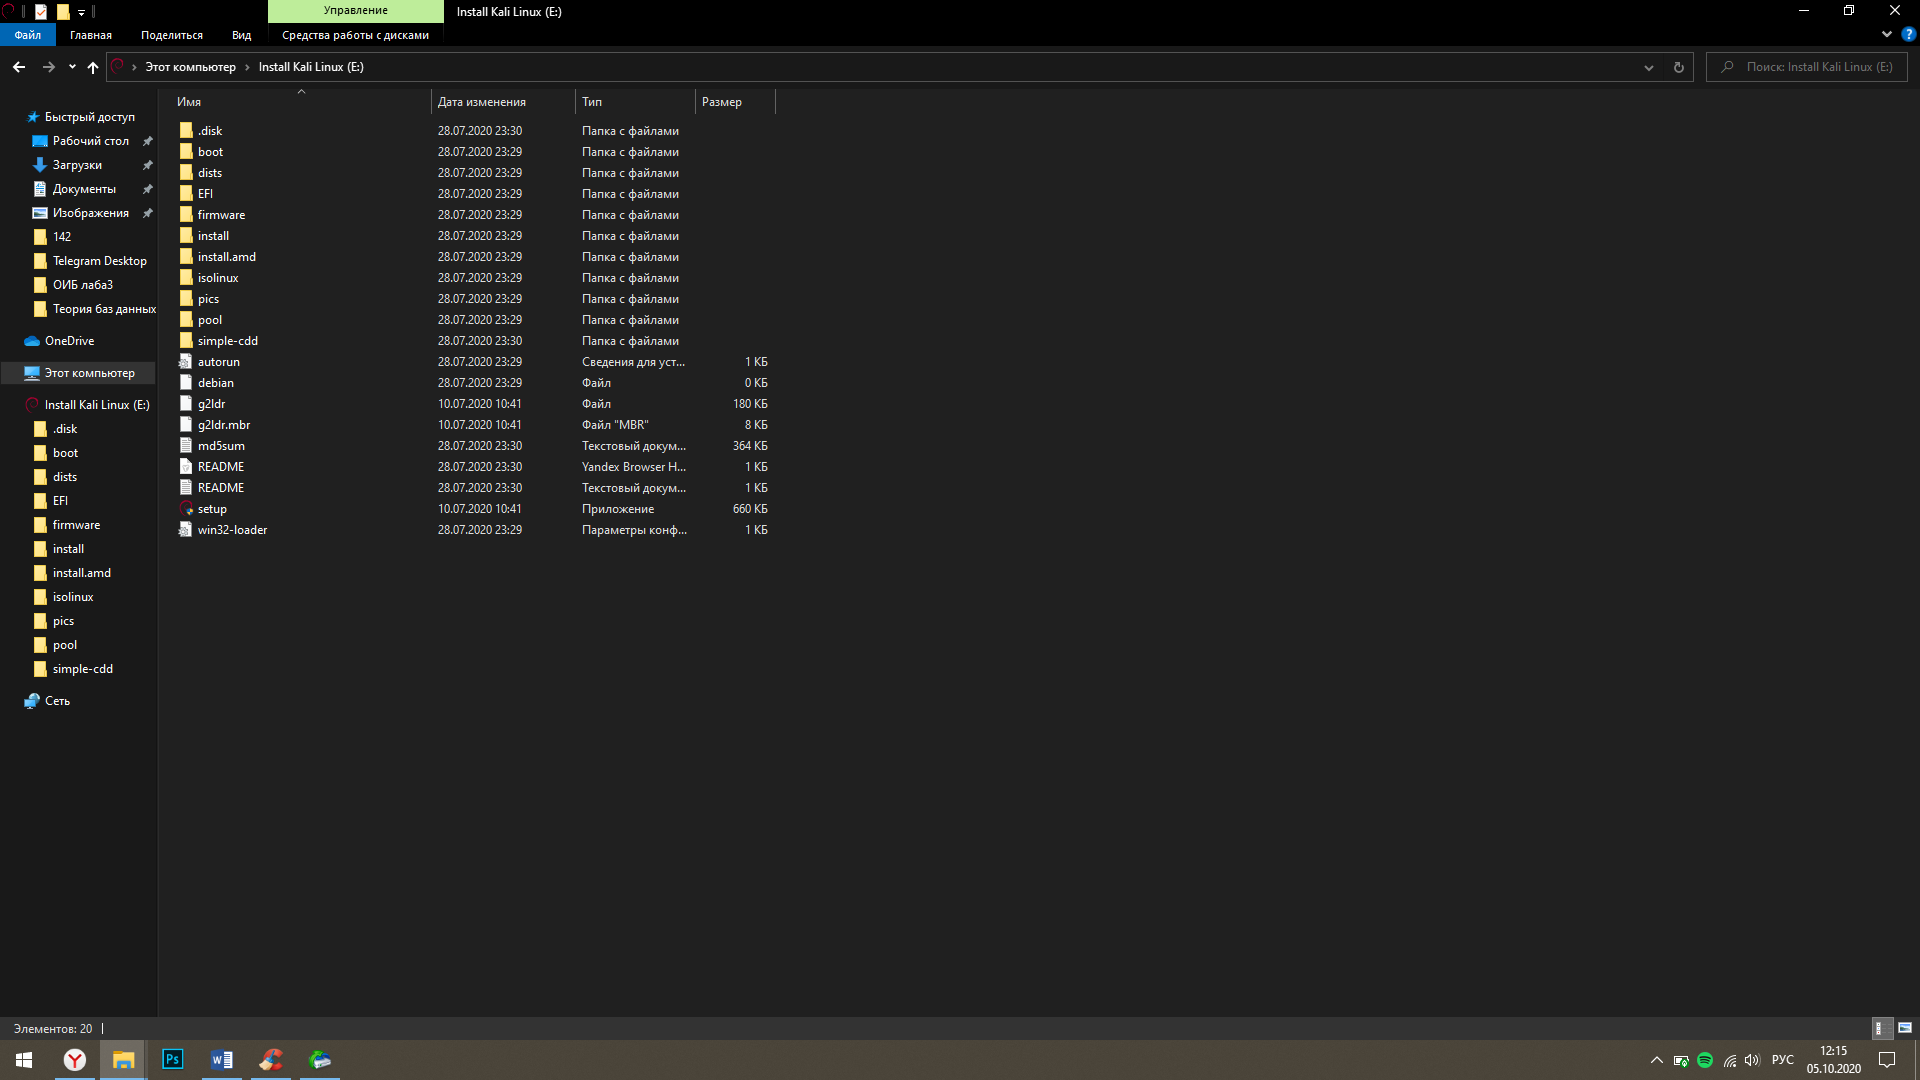 Управление
Install Kali Linux (E:)
Файл
Главная
Поделиться
Вид
Средства работы с дисками
Этот компьютер
Install Kali Linux (E:)
Поиск: Install Kali Linux (E:)
Имя
Дата изменения
Тип
Размер
Быстрый доступ
Рабочий стол
Загрузки
Документы
Изображения
142
Telegram Desktop
ОИБ лаба3
Теория баз данных
OneDrive
Этот компьютер
Install Kali Linux (E:)
.disk
boot
dists
EFI
firmware
install
install.amd
isolinux
pics
pool
simple-cdd
Сеть
.disk 28.07.2020 23:30 Папка с файлами
boot 28.07.2020 23:29 Папка с файлами
dists 28.07.2020 23:29 Папка с файлами
EFI 28.07.2020 23:29 Папка с файлами
firmware 28.07.2020 23:29 Папка с файлами
install 28.07.2020 23:29 Папка с файлами
install.amd 28.07.2020 23:29 Папка с файлами
isolinux 28.07.2020 23:29 Папка с файлами
pics 28.07.2020 23:29 Папка с файлами
pool 28.07.2020 23:29 Папка с файлами
simple-cdd 28.07.2020 23:30 Папка с файлами
autorun 28.07.2020 23:29 Сведения для уст... 1 КБ
debian 28.07.2020 23:29 Файл 0 КБ
g2ldr 10.07.2020 10:41 Файл 180 КБ
g2ldr.mbr 10.07.2020 10:41 Файл "MBR" 8 КБ
md5sum 28.07.2020 23:30 Текстовый докум... 364 КБ
README 28.07.2020 23:30 Yandex Browser H... 1 КБ
README 28.07.2020 23:30 Текстовый докум... 1 КБ
setup 10.07.2020 10:41 Приложение 660 КБ
win32-loader 28.07.2020 23:29 Параметры конф... 1 КБ
Элементов: 20
Ps
РУС
12:15
05.10.2020